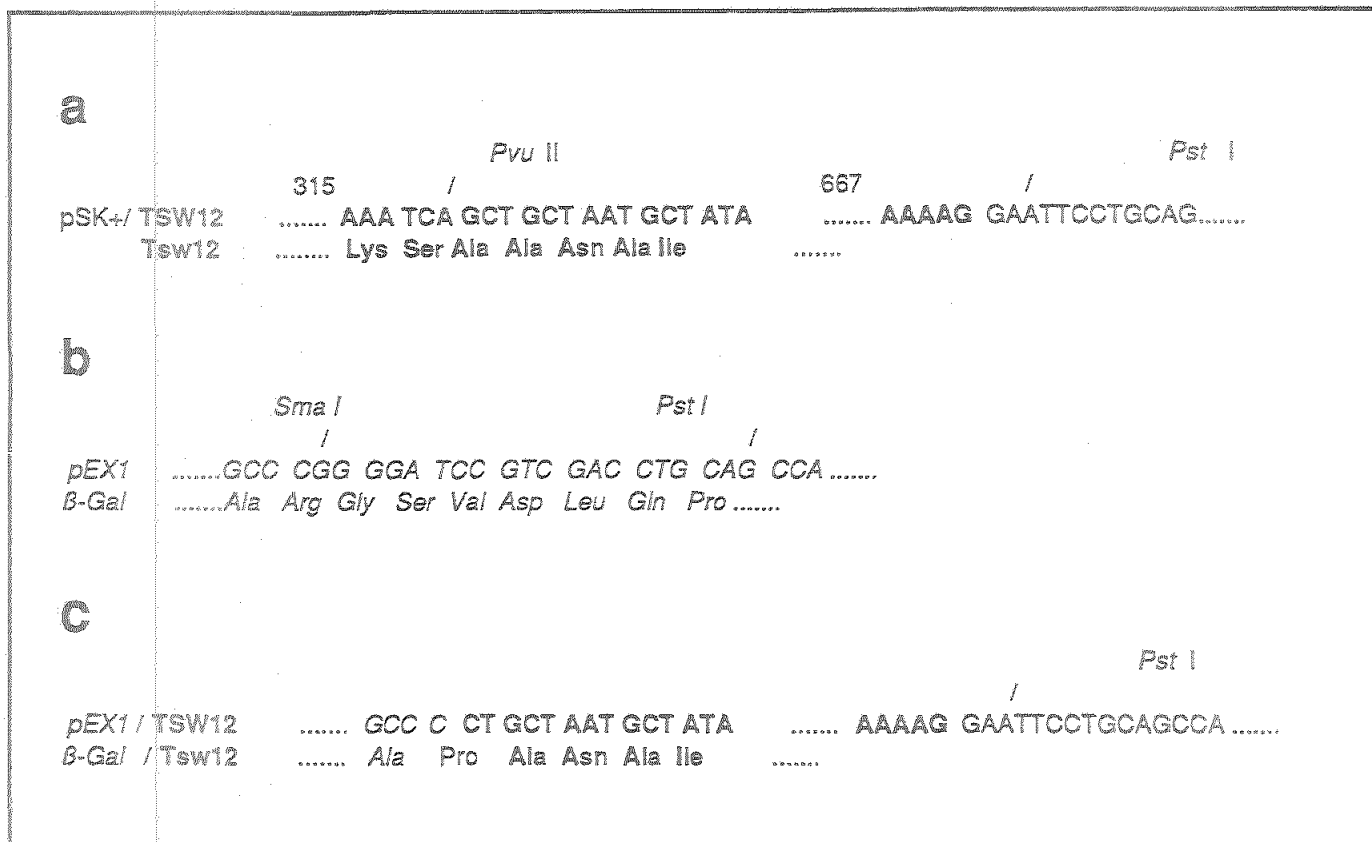 a
Pvu II Pst I
315 / 667 /
pSK+/ TSW12 ....... AAA TCA GCT GCT AAT GCT ATA ....... AAAAG GAATTCCTGCAG.......
Tsw12 ........ Lys Ser Ala Ala Asn Ala Ile .......
b
Sma I Pst I
/ /
pEX1 .......GCC CGG GGA TCC GTC GAC CTG CAG CCA.......
β-Gal .......Ala Arg Gly Ser Val Asp Leu Gln Pro.......
c
Pst I
/
pEX1 / TSW12 ....... GCC C CT GCT AAT GCT ATA ....... AAAAG GAATTCCTGCAGCCA.......
β-Gal / Tsw12 ....... Ala Pro Ala Asn Ala Ile .......